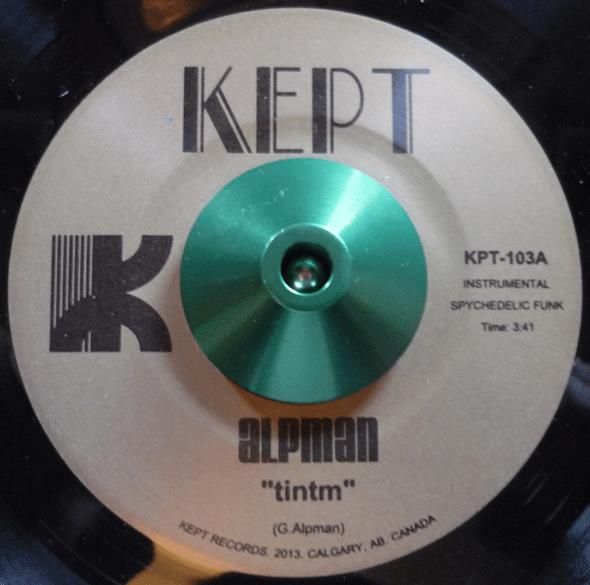 KEPT
K
KPT-103A
INSTRUMENTAL
SPYCHEDELIC FUNK
Time: 3:41
ALPMAN
"tintm"
(G.Alpman)
KEPT RECORDS. 2013. CALGARY, AB. CANADA